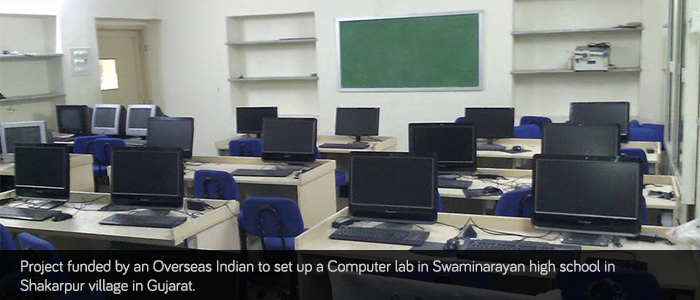 Project funded by an Overseas Indian to set up a Computer lab in Swaminarayan high school in
Shakarpur village in Gujarat.